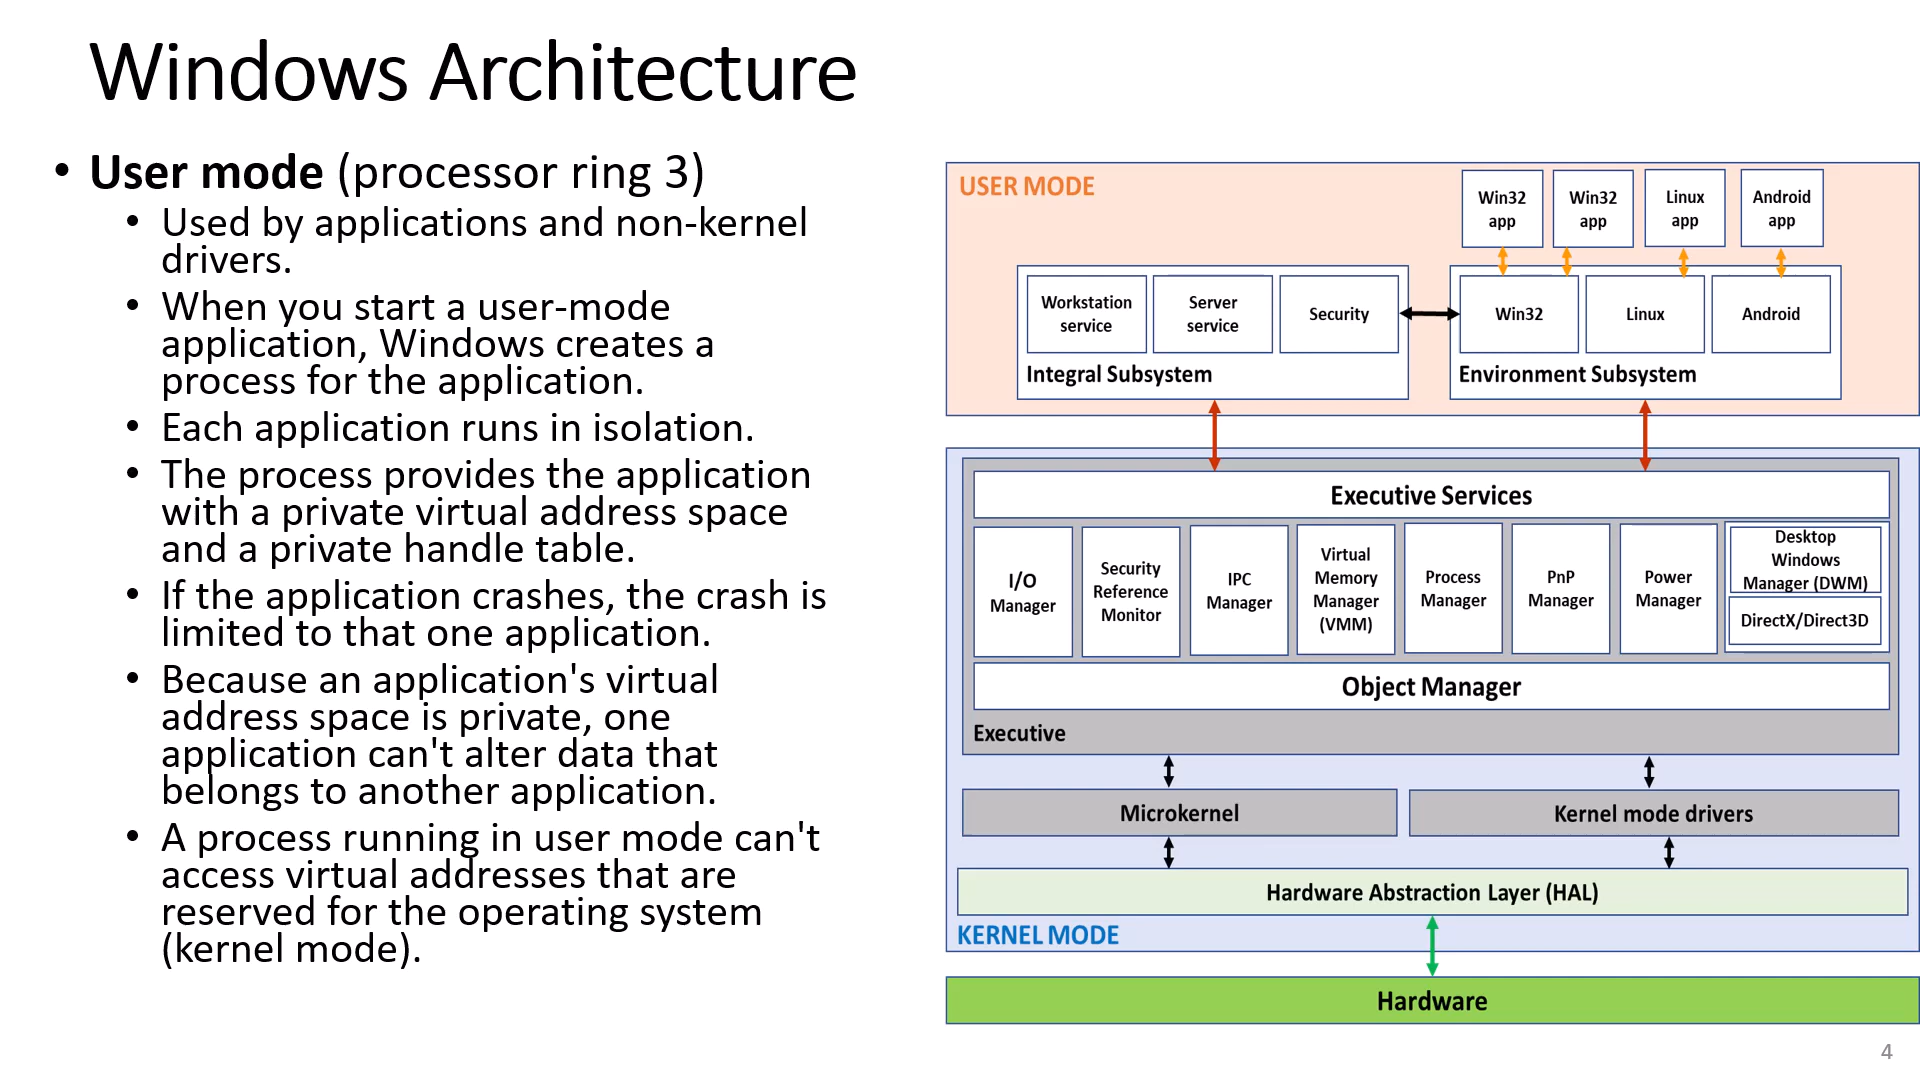 Windows Architecture
• User mode (processor ring 3)
• Used by applications and non-kernel
drivers.
• When you start a user-mode
application, Windows creates a
process for the application.
• Each application runs in isolation.
• The process provides the application
with a private virtual address space
and a private handle table.
• If the application crashes, the crash is
limited to that one application.
• Because an application's virtual
address space is private, one
application can't alter data that
belongs to another application.
• A process running in user mode can't
access virtual addresses that are
reserved for the operating system
(kernel mode).
USER MODE
Win32
app
Win32
app
Linux
app
Android
app
Workstation
service
Server
service
Security
Integral Subsystem
Win32
Linux
Android
Environment Subsystem
Executive Services
I/O
Manager
Security
Reference
Monitor
IPC
Manager
Virtual
Memory
Manager
(VMM)
Process
Manager
PnP
Manager
Power
Manager
Desktop
Windows
Manager (DWM)
DirectX/Direct3D
Object Manager
Executive
Microkernel
Kernel mode drivers
Hardware Abstraction Layer (HAL)
KERNEL MODE
Hardware
4